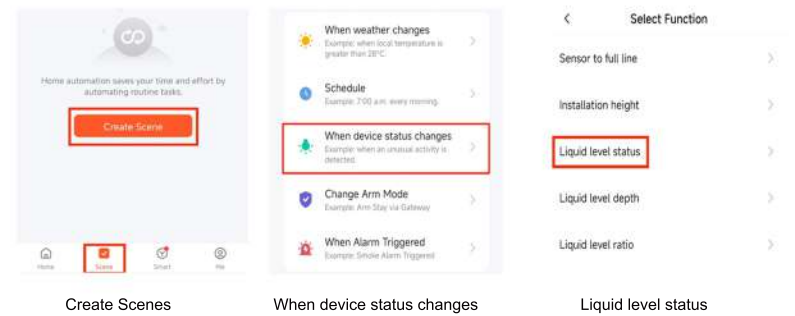 Home automation saves your time and effort by
automating routine tasks.
Create Scene
Home
Scene
Smart
Me
When weather changes
Example: when local temperature is
greater than 28°C.
Schedule
Example: 7:00 a.m. every morning.
When device status changes
Example: when an unusual activity is
detected.
Change Arm Mode
Example: Arm Stay via Gateway
When Alarm Triggered
Example: Smoke Alarm Triggered
Select Function
Sensor to full line
Installation height
Liquid level status
Liquid level depth
Liquid level ratio
Create Scenes
When device status changes
Liquid level status